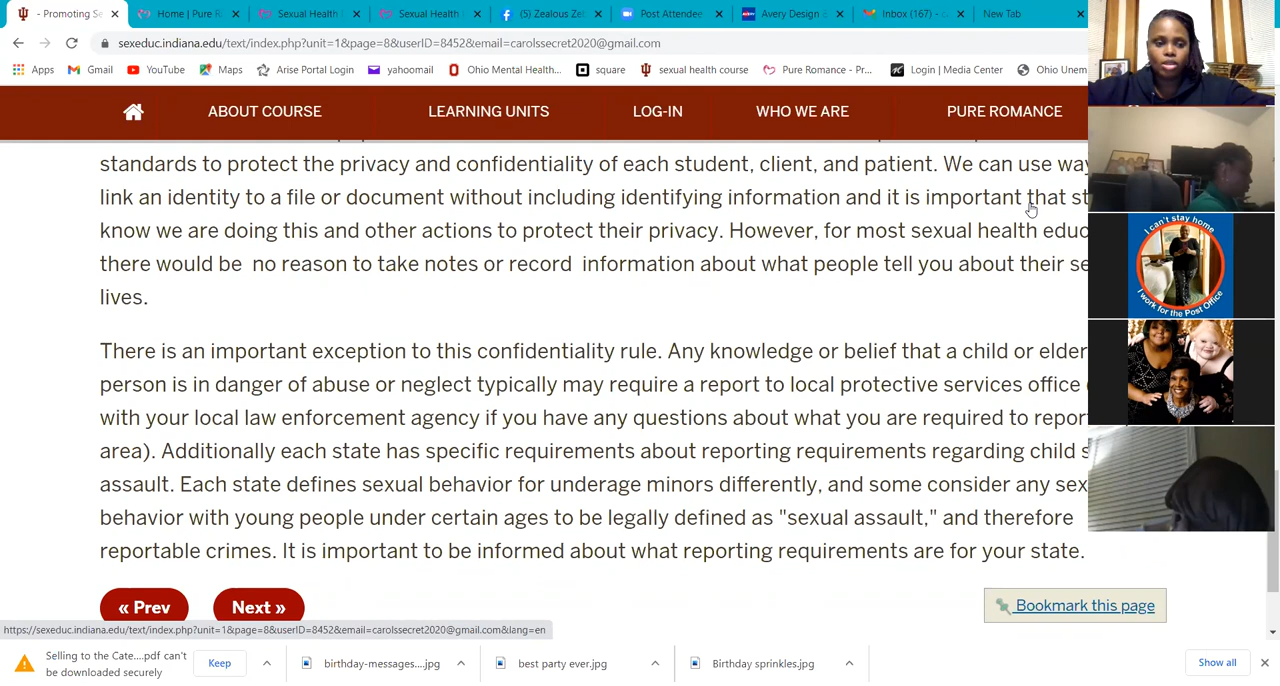 - Promoting Se
Home | Pure R
Sexual Health
Sexual Health
(5) Zealous Ze
Post Attendee
Avery Design &
Inbox (167) - c
New Tab
sexeduc.indiana.edu/text/index.php?unit=1&page=8&userID=8452&email=carolssecret2020@gmail.com
Apps
Gmail
YouTube
Maps
Arise Portal Login
yahoomail
Ohio Mental Health...
square
sexual health course
Pure Romance - Pr...
Login | Media Center
Ohio Unem
ABOUT COURSE
LEARNING UNITS
LOG-IN
WHO WE ARE
PURE ROMANCE
standards to protect the privacy and confidentiality of each student, client, and patient. We can use way
link an identity to a file or document without including identifying information and it is important that st
know we are doing this and other actions to protect their privacy. However, for most sexual health educ
there would be no reason to take notes or record information about what people tell you about their se
lives.
There is an important exception to this confidentiality rule. Any knowledge or belief that a child or elder
person is in danger of abuse or neglect typically may require a report to local protective services office (
with your local law enforcement agency if you have any questions about what you are required to report
area). Additionally each state has specific requirements about reporting requirements regarding child s
assault. Each state defines sexual behavior for underage minors differently, and some consider any sex
behavior with young people under certain ages to be legally defined as "sexual assault," and therefore
reportable crimes. It is important to be informed about what reporting requirements are for your state.
« Prev
Next »
Bookmark this page
https://sexeduc.indiana.edu/text/index.php?unit=1&page=8&userID=8452&email=carolssecret2020@gmail.com&lang=en
I can't stay home
I work for the Post Office
Selling to the Cate....pdf can't
be downloaded securely
Keep
birthday-messages....jpg
best party ever.jpg
Birthday sprinkles.jpg
Show all